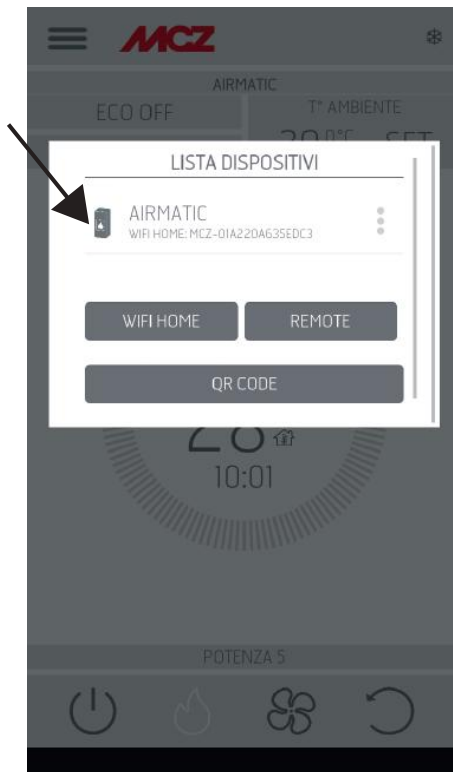 MCZ
AIRMATIC
ECO OFF
T° AMBIENTE
SET
LISTA DISPOSITIVI
AIRMATIC
WIFI HOME: MCZ-01A220A635EDC3
WIFI HOME
REMOTE
QR CODE
10:01
POTENZA 5